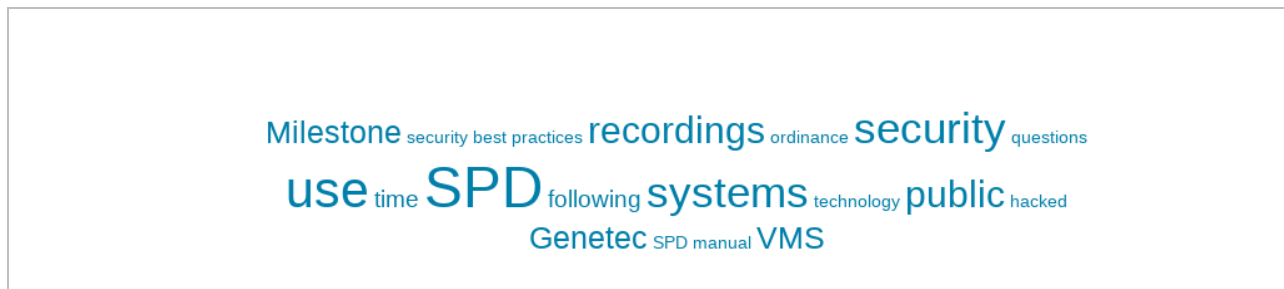 Milestone security best practices recordings ordinance security questions
use time SPD following systems technology public hacked
Genetec SPD manual VMS